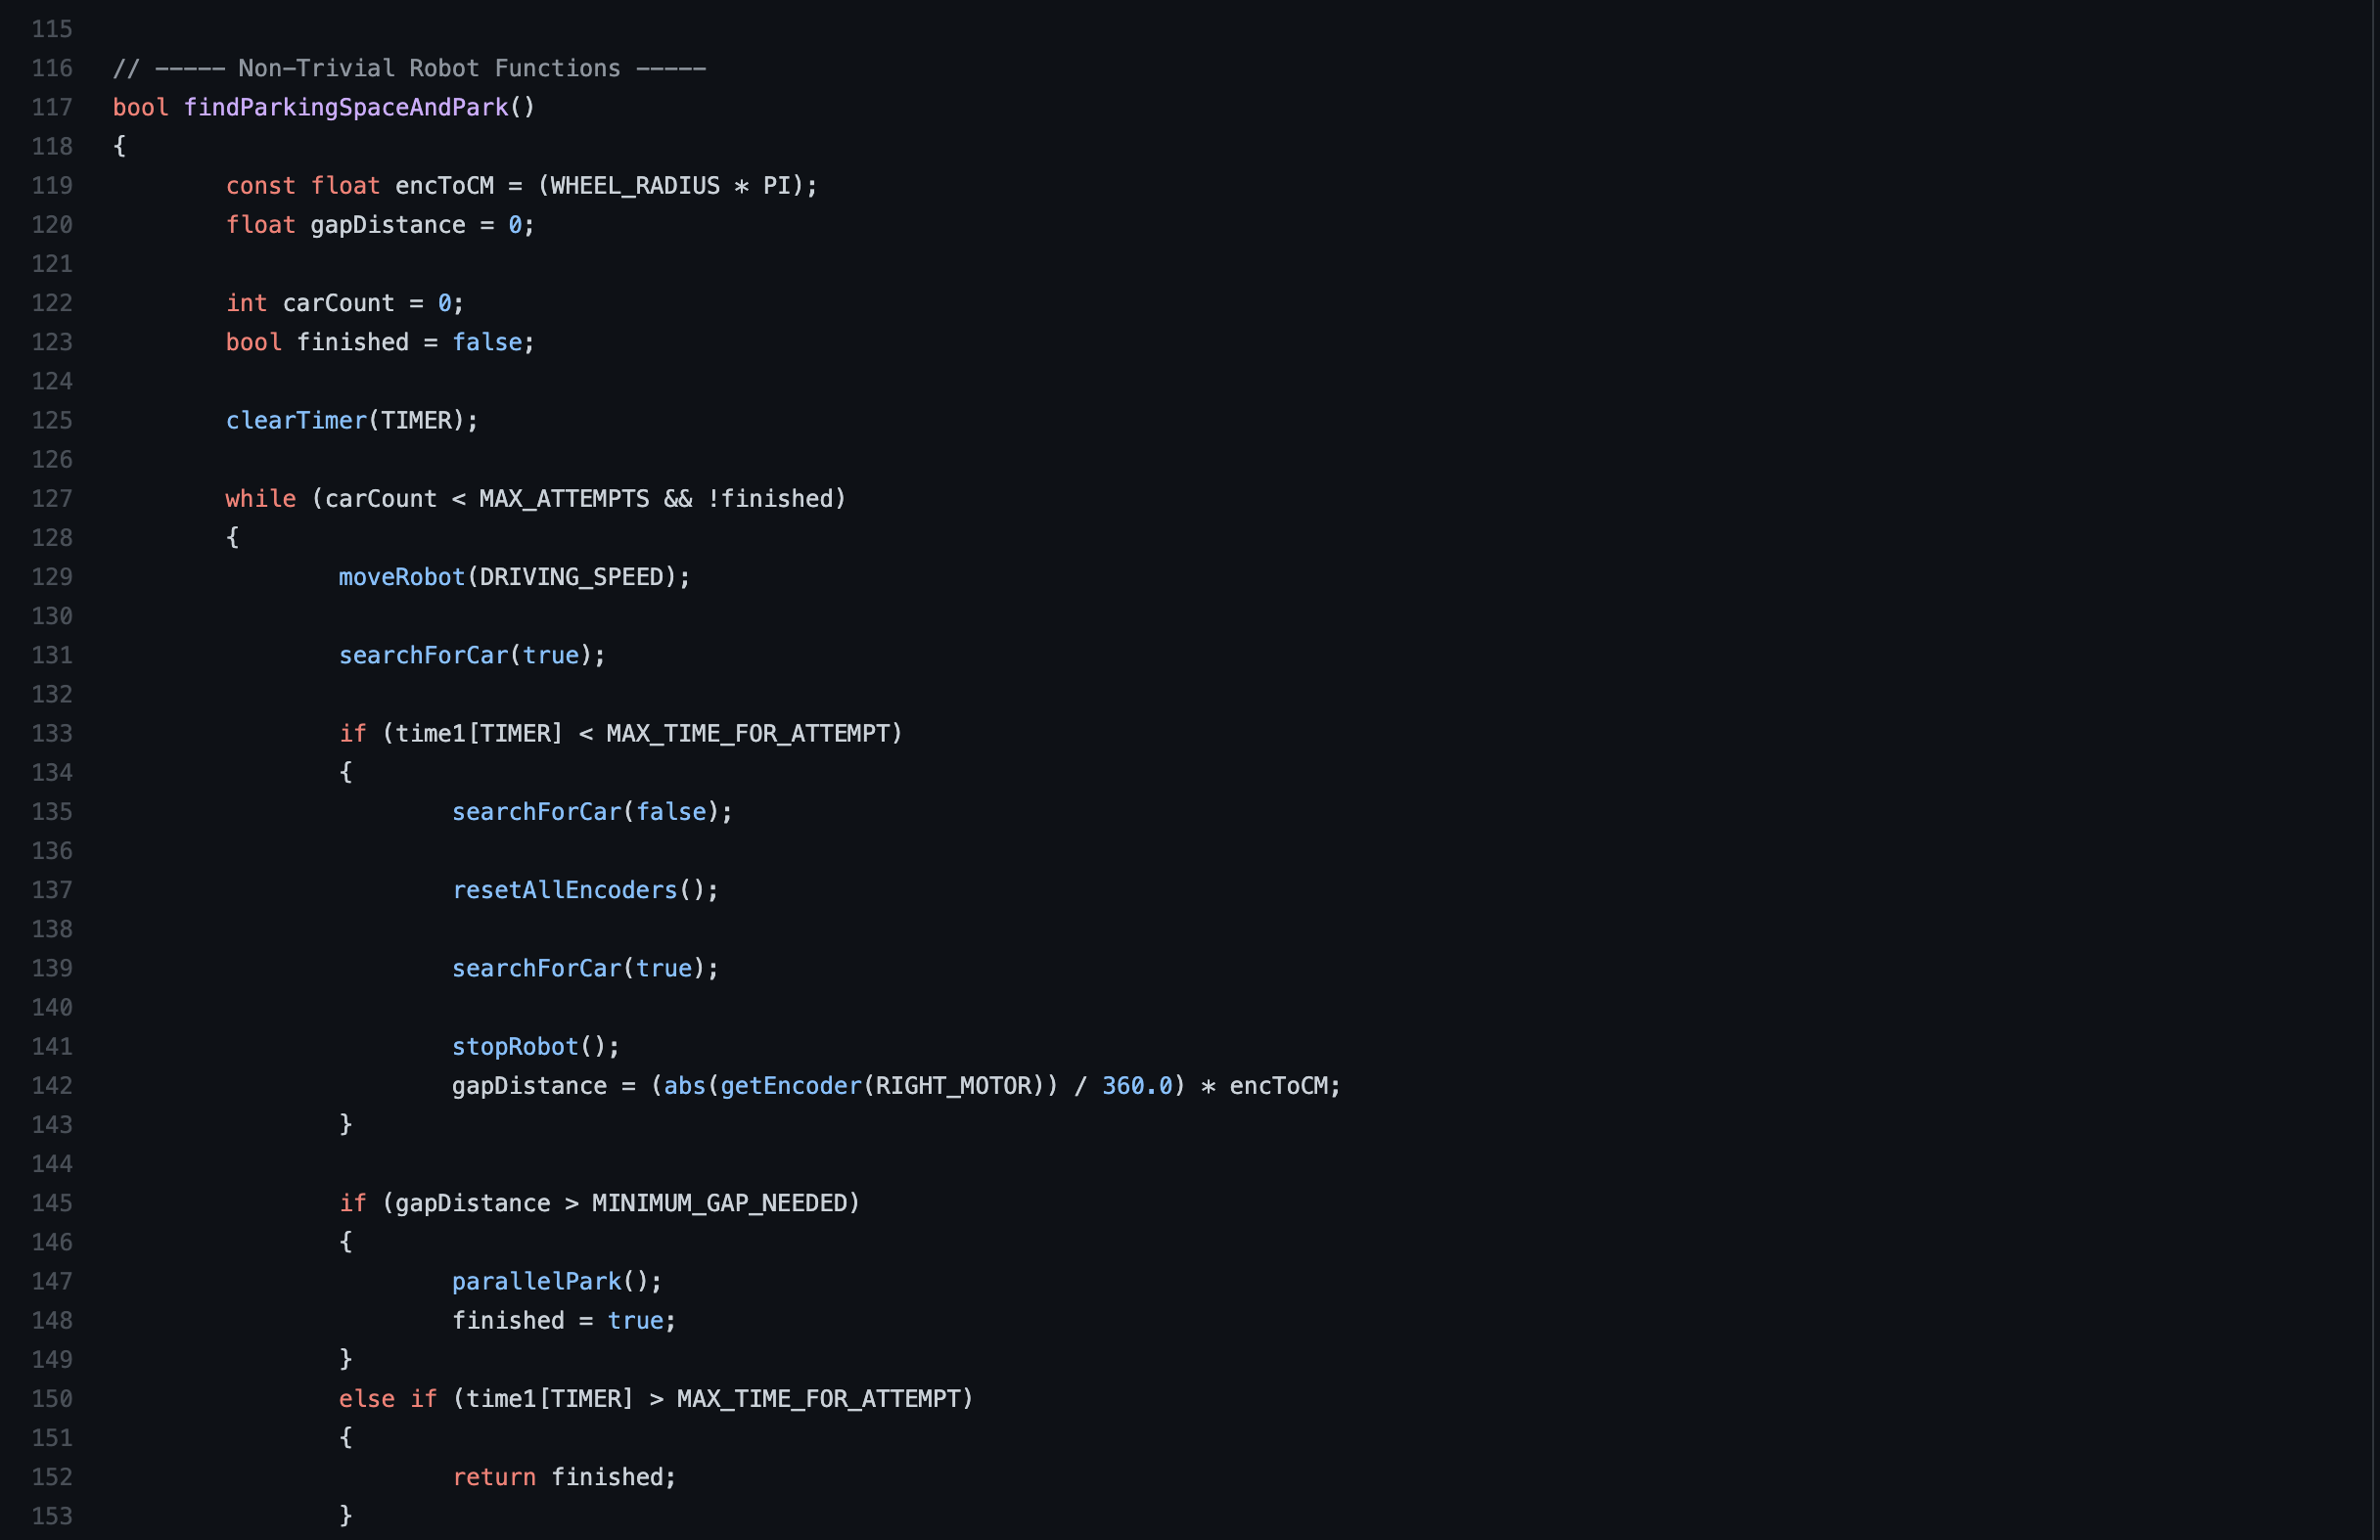 115
116 // ----- Non-Trivial Robot Functions -----
117 bool findParkingSpaceAndPark()
118 {
119 const float encToCM = (WHEEL_RADIUS * PI);
120 float gapDistance = 0;
121
122 int carCount = 0;
123 bool finished = false;
124
125 clearTimer(TIMER);
126
127 while (carCount < MAX_ATTEMPTS && !finished)
128 {
129 moveRobot(DRIVING_SPEED);
130
131 searchForCar(true);
132
133 if (time1[TIMER] < MAX_TIME_FOR_ATTEMPT)
134 {
135 searchForCar(false);
136
137 resetAllEncoders();
138
139 searchForCar(true);
140
141 stopRobot();
142 gapDistance = (abs(getEncoder(RIGHT_MOTOR)) / 360.0) * encToCM;
143 }
144
145 if (gapDistance > MINIMUM_GAP_NEEDED)
146 {
147 parallelPark();
148 finished = true;
149 }
150 else if (time1[TIMER] > MAX_TIME_FOR_ATTEMPT)
151 {
152 return finished;
153 }